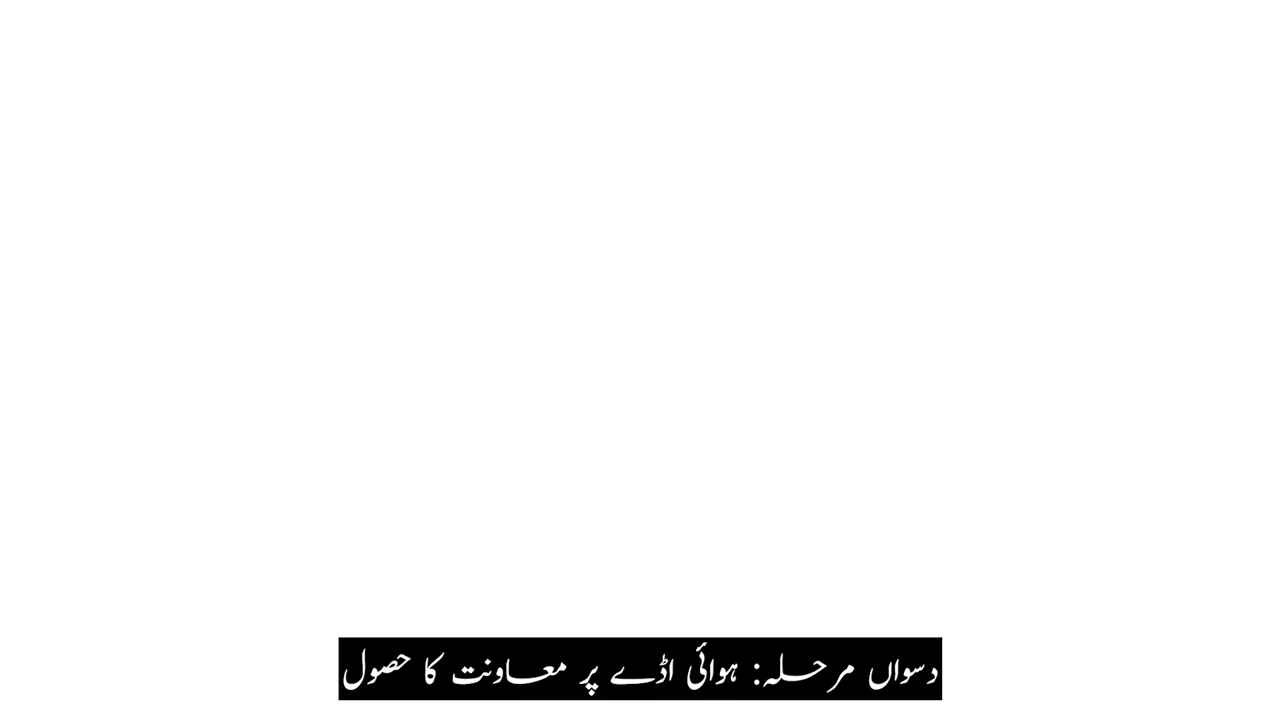 دسواں مرحلہ: ہوائی اڈے پر معاونت کا حصول